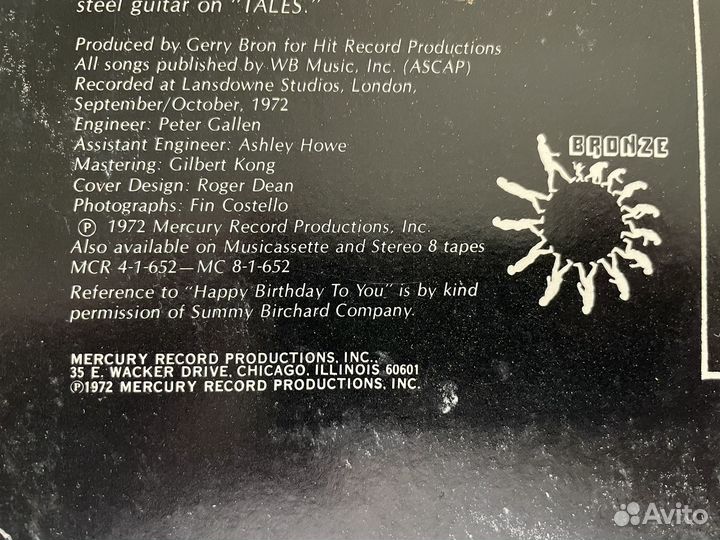 steel guitar on "TALES."
Produced by Gerry Bron for Hit Record Productions
All songs published by WB Music, Inc. (ASCAP)
Recorded at Lansdowne Studios, London,
September/October, 1972
Engineer: Peter Gallen
Assistant Engineer: Ashley Howe
Mastering: Gilbert Kong
Cover Design: Roger Dean
Photographs: Fin Costello
Ⓟ 1972 Mercury Record Productions, Inc.
Also available on Musicassette and Stereo 8 tapes
MCR 4-1-652—MC 8-1-652
Reference to "Happy Birthday To You" is by kind
permission of Summy Birchard Company.
MERCURY RECORD PRODUCTIONS, INC.,
35 E. WACKER DRIVE, CHICAGO, ILLINOIS 60601
Ⓟ1972 MERCURY RECORD PRODUCTIONS, INC.
BRONZE
Avito